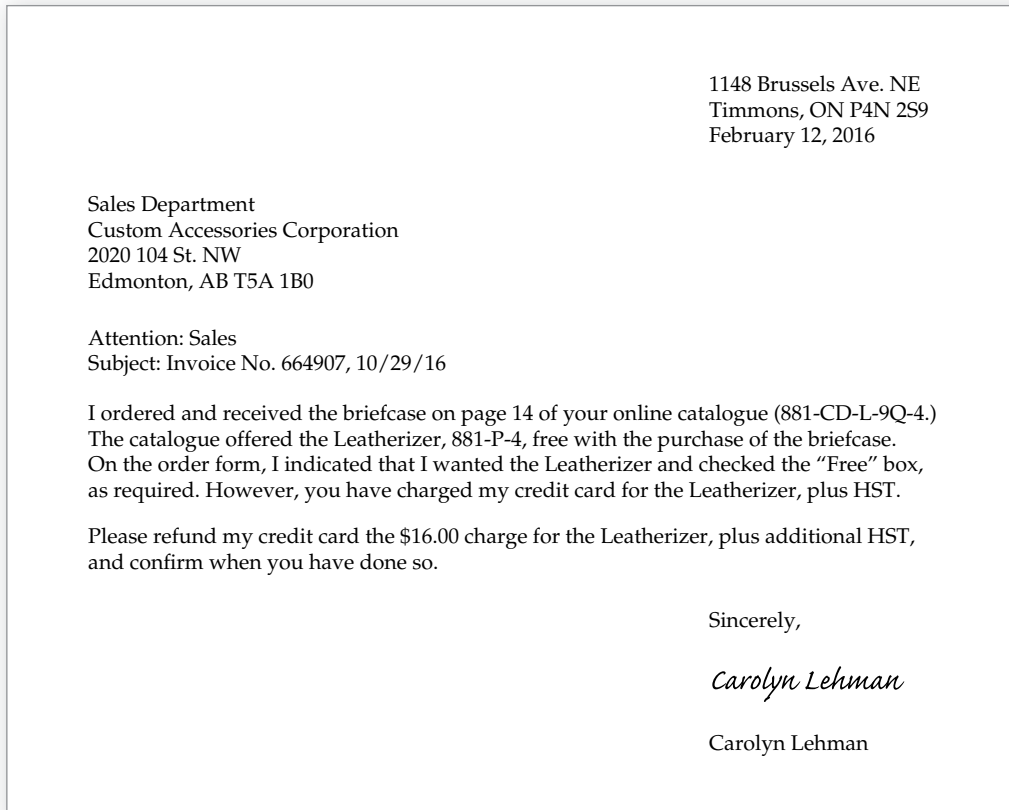 1148 Brussels Ave. NE
Timmons, ON P4N 2S9
February 12, 2016
Sales Department
Custom Accessories Corporation
2020 104 St. NW
Edmonton, AB T5A 1B0
Attention: Sales
Subject: Invoice No. 664907, 10/29/16
I ordered and received the briefcase on page 14 of your online catalogue (881-CD-L-9Q-4.)
The catalogue offered the Leatherizer, 881-P-4, free with the purchase of the briefcase.
On the order form, I indicated that I wanted the Leatherizer and checked the “Free” box,
as required. However, you have charged my credit card for the Leatherizer, plus HST.
Please refund my credit card the $16.00 charge for the Leatherizer, plus additional HST,
and confirm when you have done so.
Sincerely,
Carolyn Lehman
Carolyn Lehman